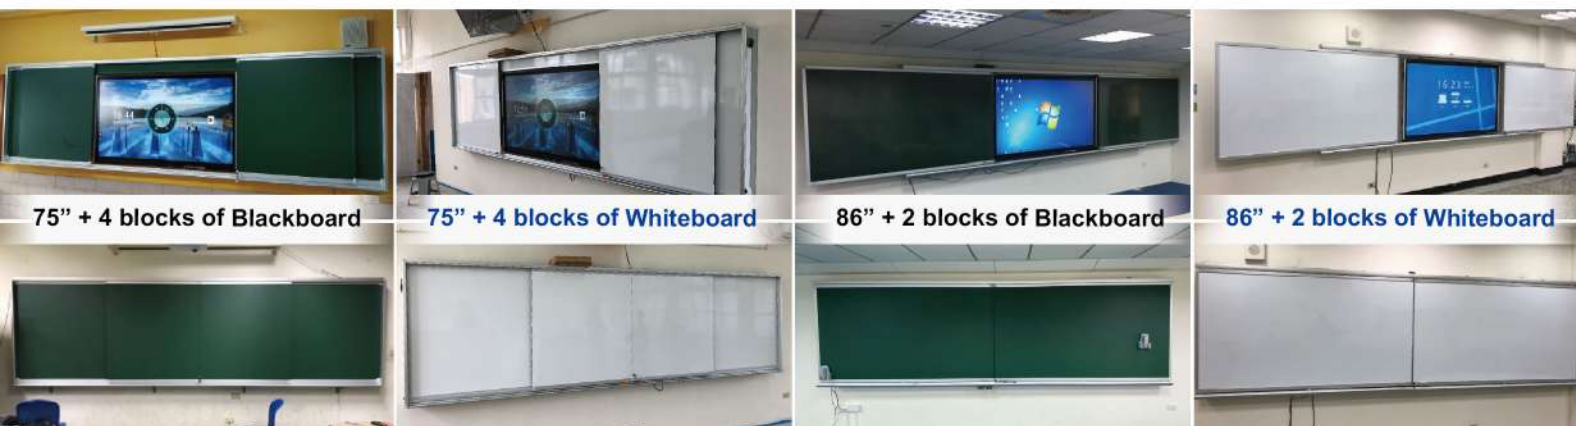 75” + 4 blocks of Blackboard
75” + 4 blocks of Whiteboard
86” + 2 blocks of Blackboard
86” + 2 blocks of Whiteboard